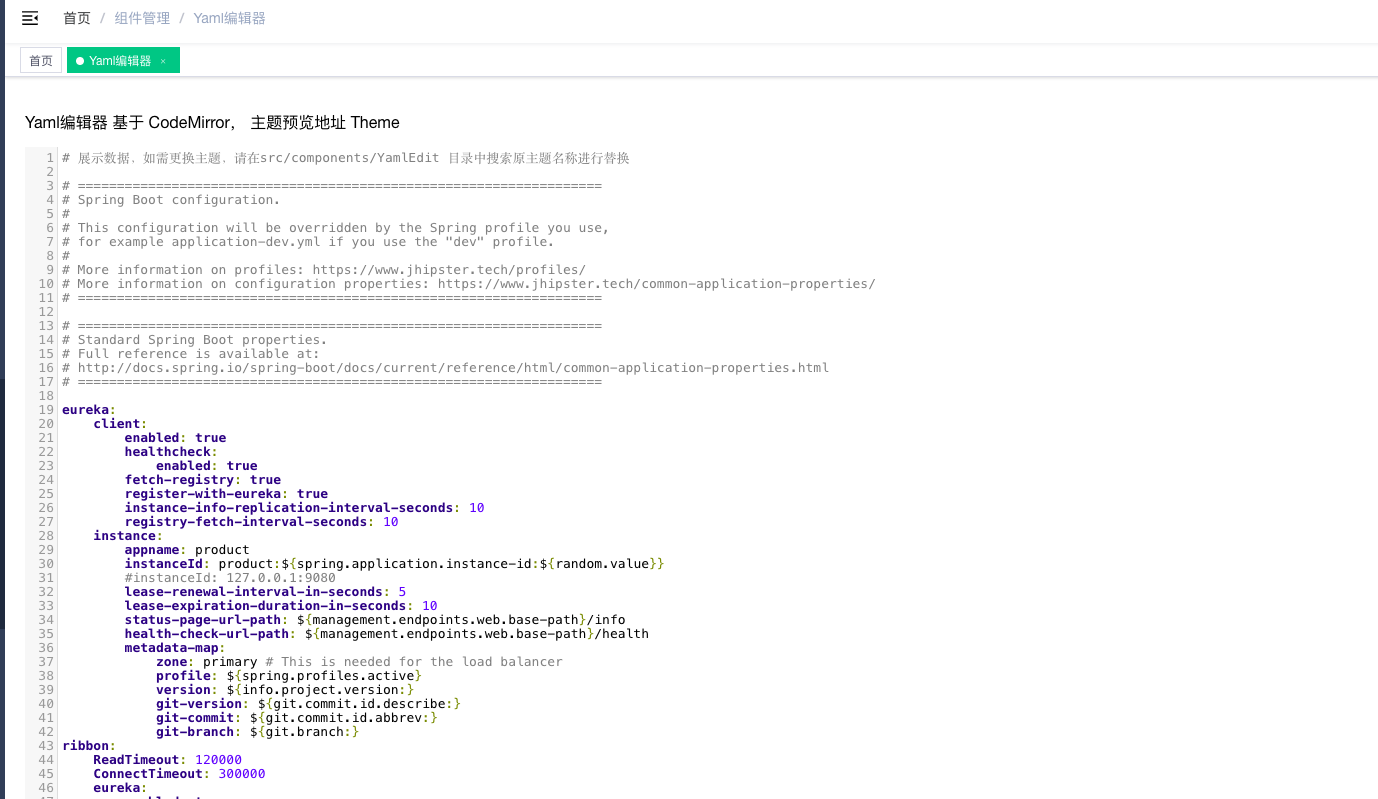 首页 / 组件管理 / Yaml编辑器
首页 Yaml编辑器 ×
Yaml编辑器 基于 CodeMirror， 主题预览地址 Theme
1 # 展示数据，如需更换主题，请在src/components/YamlEdit 目录中搜索原主题名称进行替换
2
3 # ===================================================================
4 # Spring Boot configuration.
5 #
6 # This configuration will be overridden by the Spring profile you use,
7 # for example application-dev.yml if you use the "dev" profile.
8 #
9 # More information on profiles: https://www.jhipster.tech/profiles/
10 # More information on configuration properties: https://www.jhipster.tech/common-application-properties/
11 # ===================================================================
12
13 # ===================================================================
14 # Standard Spring Boot properties.
15 # Full reference is available at:
16 # http://docs.spring.io/spring-boot/docs/current/reference/html/common-application-properties.html
17 # ===================================================================
18
19 eureka:
20     client:
21         enabled: true
22         healthcheck:
23             enabled: true
24         fetch-registry: true
25         register-with-eureka: true
26         instance-info-replication-interval-seconds: 10
27         registry-fetch-interval-seconds: 10
28     instance:
29         appname: product
30         instanceId: product:${spring.application.instance-id:${random.value}}
31         #instanceId: 127.0.0.1:9080
32         lease-renewal-interval-in-seconds: 5
33         lease-expiration-duration-in-seconds: 10
34         status-page-url-path: ${management.endpoints.web.base-path}/info
35         health-check-url-path: ${management.endpoints.web.base-path}/health
36         metadata-map:
37             zone: primary # This is needed for the load balancer
38             profile: ${spring.profiles.active}
39             version: ${info.project.version:}
40             git-version: ${git.commit.id.describe:}
41             git-commit: ${git.commit.id.abbrev:}
42             git-branch: ${git.branch:}
43 ribbon:
44     ReadTimeout: 120000
45     ConnectTimeout: 300000
46     eureka: